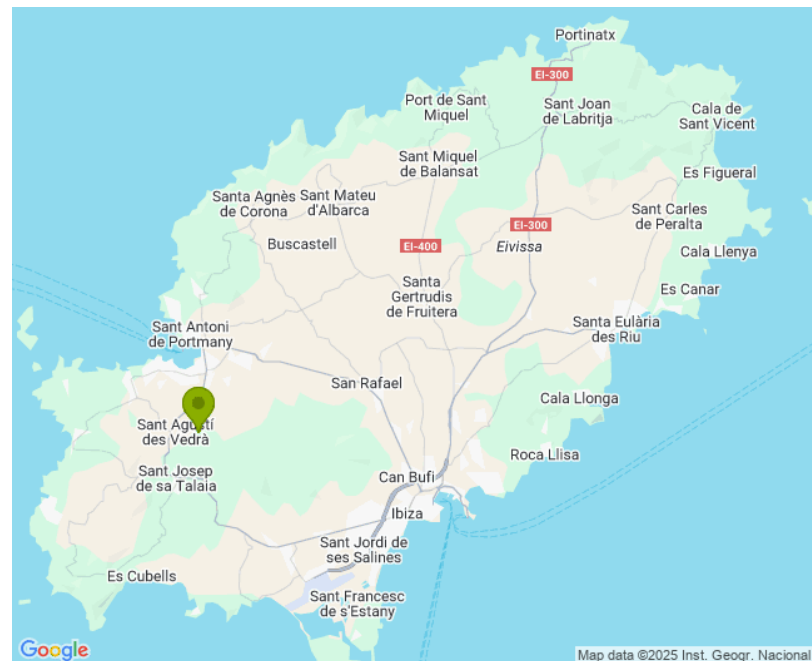 Portinatx
EI-300
Port de Sant
Miquel
Sant Joan
de Labritja
Cala de
Sant Vicent
Sant Miquel
de Balansat
Es Figueral
Santa Agnès
de Corona
Sant Mateu
d'Albarca
Sant Carles
de Peralta
EI-300
Buscastell
EI-400
Eivissa
Cala Llenya
Santa
Gertrudis
de Fruitera
Es Canar
Sant Antoni
de Portmany
Santa Eulària
des Riu
San Rafael
Cala Llonga
Sant Agustí
des Vedrà
Roca Llisa
Sant Josep
de sa Talaia
Can Bufi
Ibiza
Sant Jordi de
ses Salines
Es Cubells
Sant Francesc
de s'Estany
Google
Map data ©2025 Inst. Geogr. Nacional